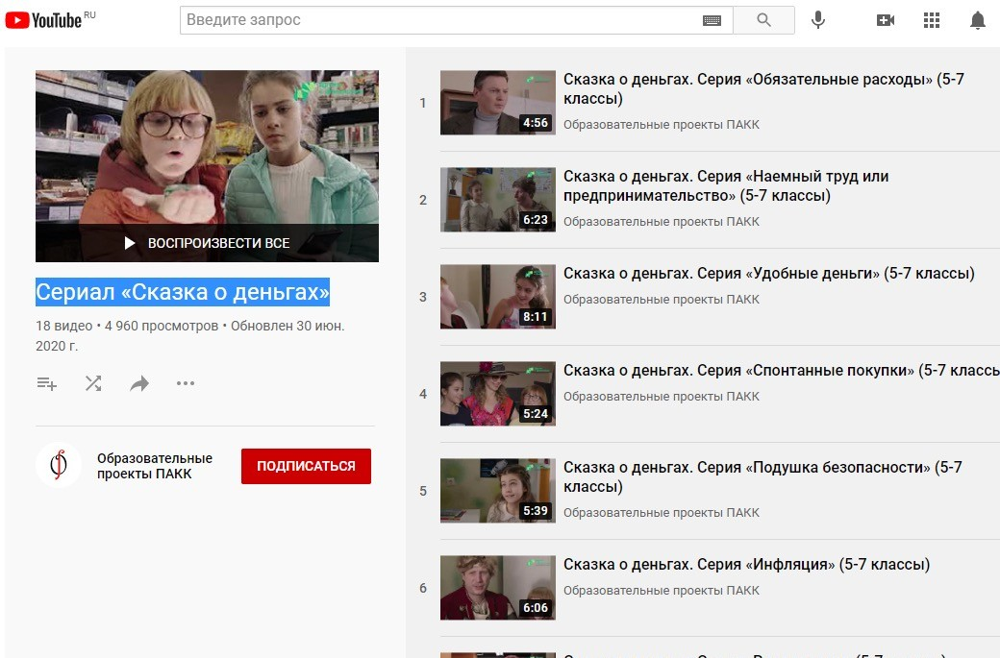 YouTube RU
Введите запрос
ВОСПРОИЗВЕСТИ ВСЕ
Сериал «Сказка о деньгах»
18 видео • 4 960 просмотров • Обновлен 30 июн.
2020 г.
Образовательные
проекты ПАКК
ПОДПИСАТЬСЯ
1
4:56
Сказка о деньгах. Серия «Обязательные расходы» (5-7
классы)
Образовательные проекты ПАКК
2
6:23
Сказка о деньгах. Серия «Наемный труд или
предпринимательство» (5-7 классы)
Образовательные проекты ПАКК
3
8:11
Сказка о деньгах. Серия «Удобные деньги» (5-7 классы)
Образовательные проекты ПАКК
4
5:24
Сказка о деньгах. Серия «Спонтанные покупки» (5-7 классы
Образовательные проекты ПАКК
5
5:39
Сказка о деньгах. Серия «Подушка безопасности» (5-7
классы)
Образовательные проекты ПАКК
6
6:06
Сказка о деньгах. Серия «Инфляция» (5-7 классы)
Образовательные проекты ПАКК